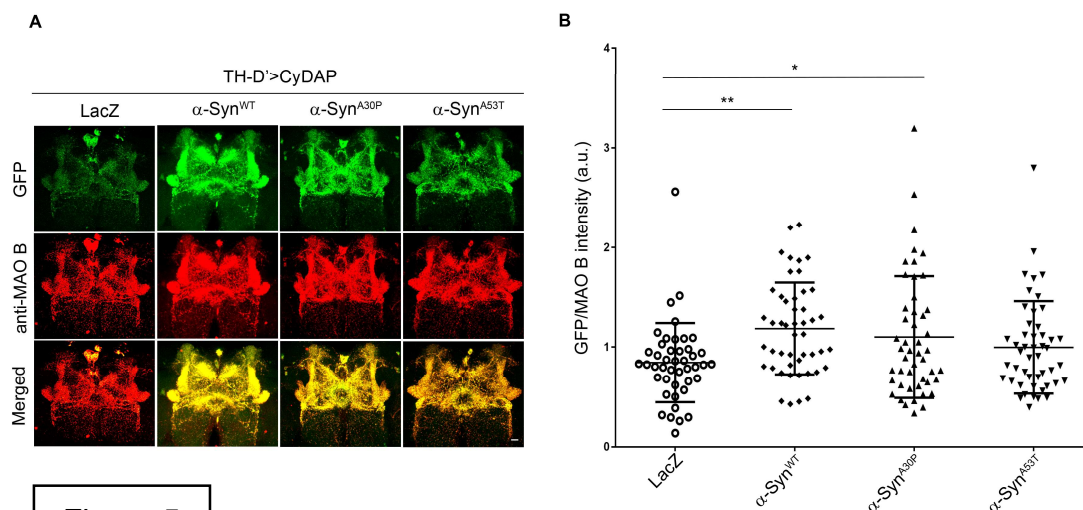 A
TH-D'>CyDAP
LacZ α-Syn^WT α-Syn^A30P α-Syn^A53T
GFP
anti-MAO B
Merged
B
GFP/MAO B intensity (a.u.)
4
3
2
1
0
*
**
LacZ
α-Syn^WT
α-Syn^A30P
α-Syn^A53T